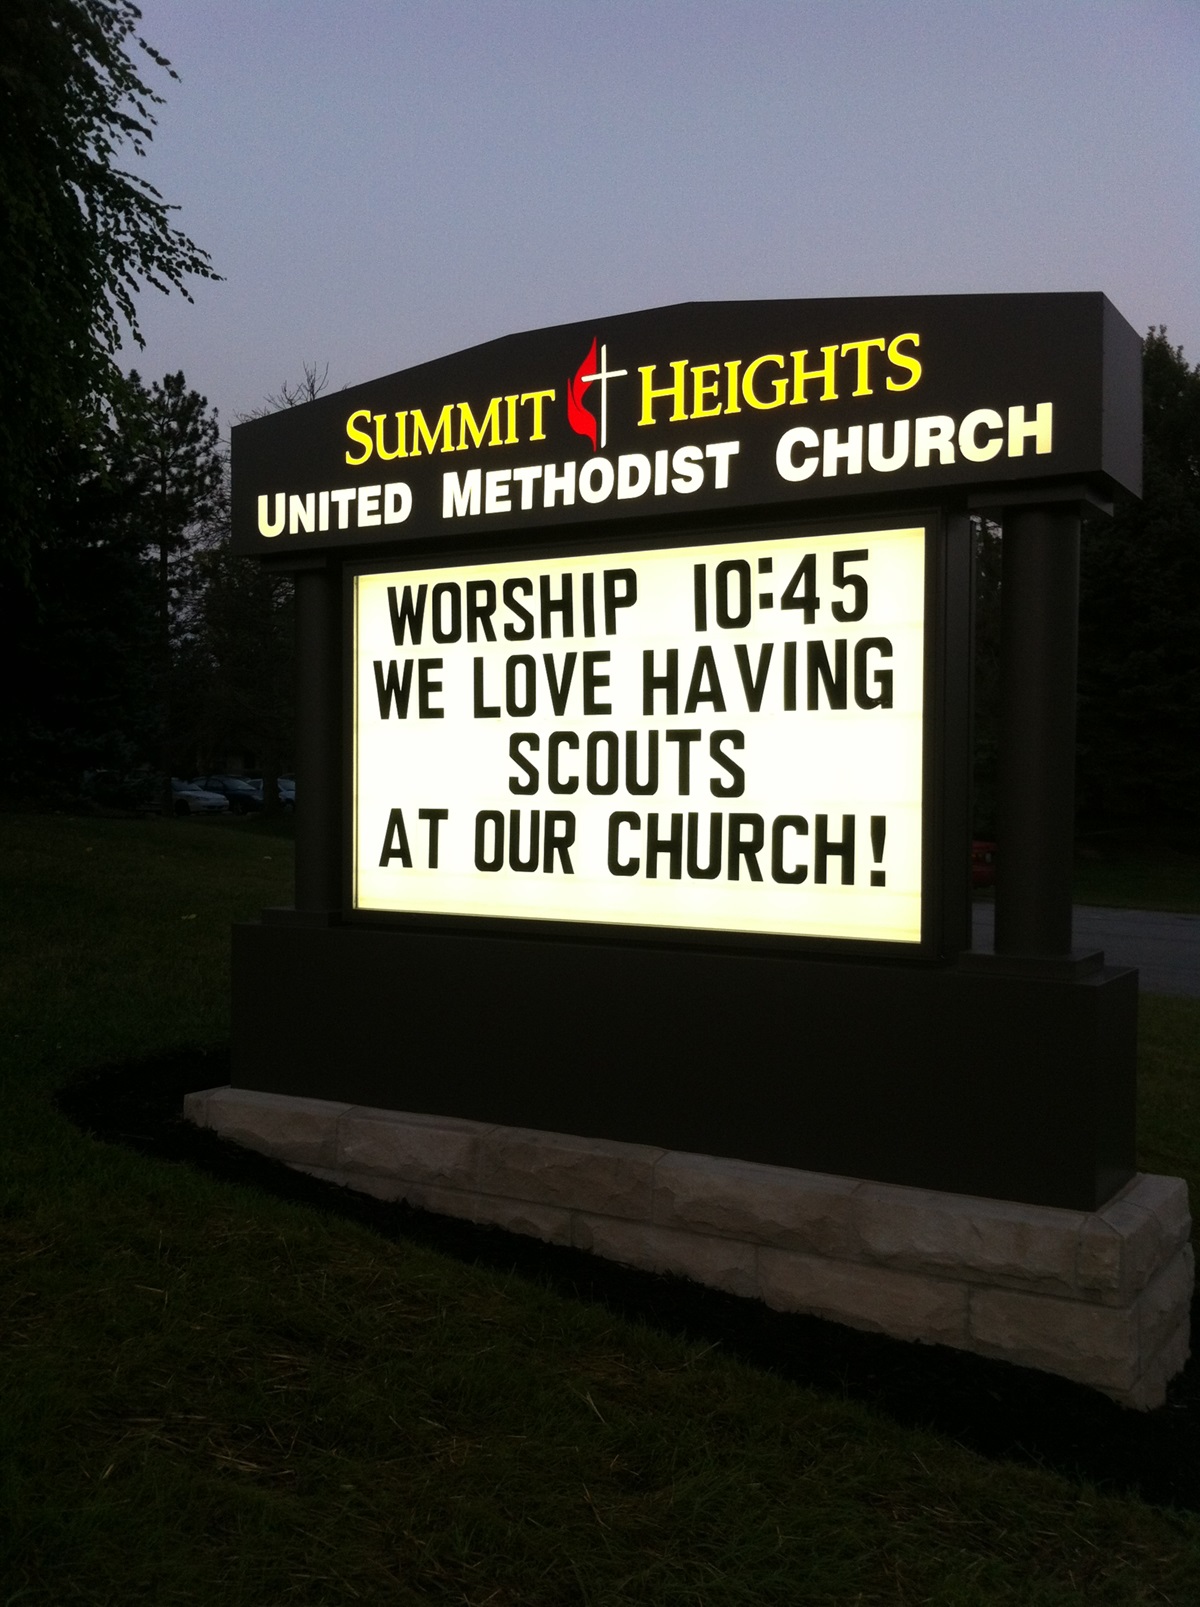 SUMMIT HEIGHTS
UNITED METHODIST CHURCH
WORSHIP 10:45
WE LOVE HAVING
SCOUTS
AT OUR CHURCH!